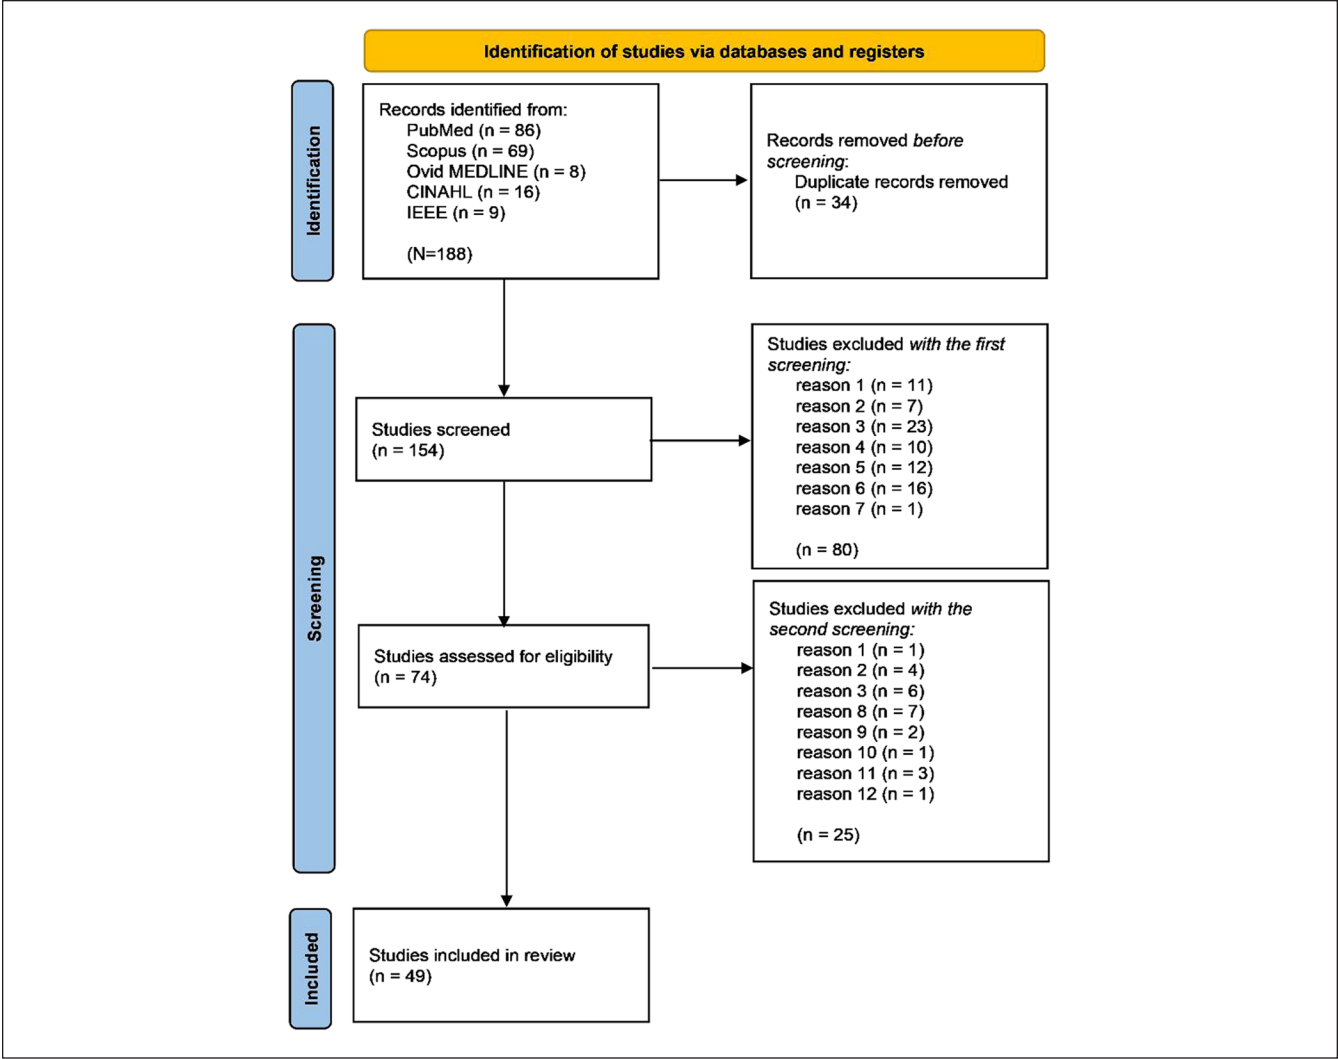 Identification of studies via databases and registers
Identification
Records identified from:
PubMed (n = 86)
Scopus (n = 69)
Ovid MEDLINE (n = 8)
CINAHL (n = 16)
IEEE (n = 9)
(N=188)
Records removed before
screening:
Duplicate records removed
(n = 34)
Screening
Studies screened
(n = 154)
Studies excluded with the first
screening:
reason 1 (n = 11)
reason 2 (n = 7)
reason 3 (n = 23)
reason 4 (n = 10)
reason 5 (n = 12)
reason 6 (n = 16)
reason 7 (n = 1)
(n = 80)
Studies assessed for eligibility
(n = 74)
Studies excluded with the
second screening:
reason 1 (n = 1)
reason 2 (n = 4)
reason 3 (n = 6)
reason 8 (n = 7)
reason 9 (n = 2)
reason 10 (n = 1)
reason 11 (n = 3)
reason 12 (n = 1)
(n = 25)
Included
Studies included in review
(n = 49)